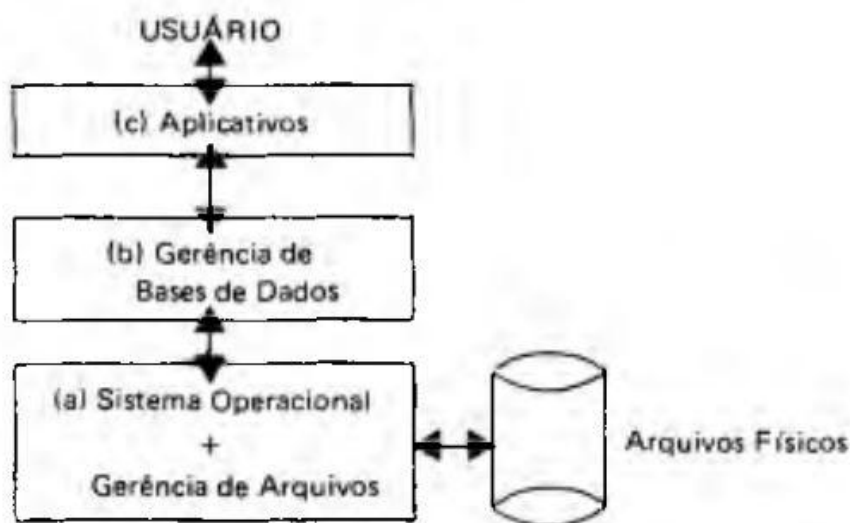 USUÁRIO
(c) Aplicativos
(b) Gerência de
Bases de Dados
(a) Sistema Operacional
+
Gerência de Arquivos
Arquivos Físicos